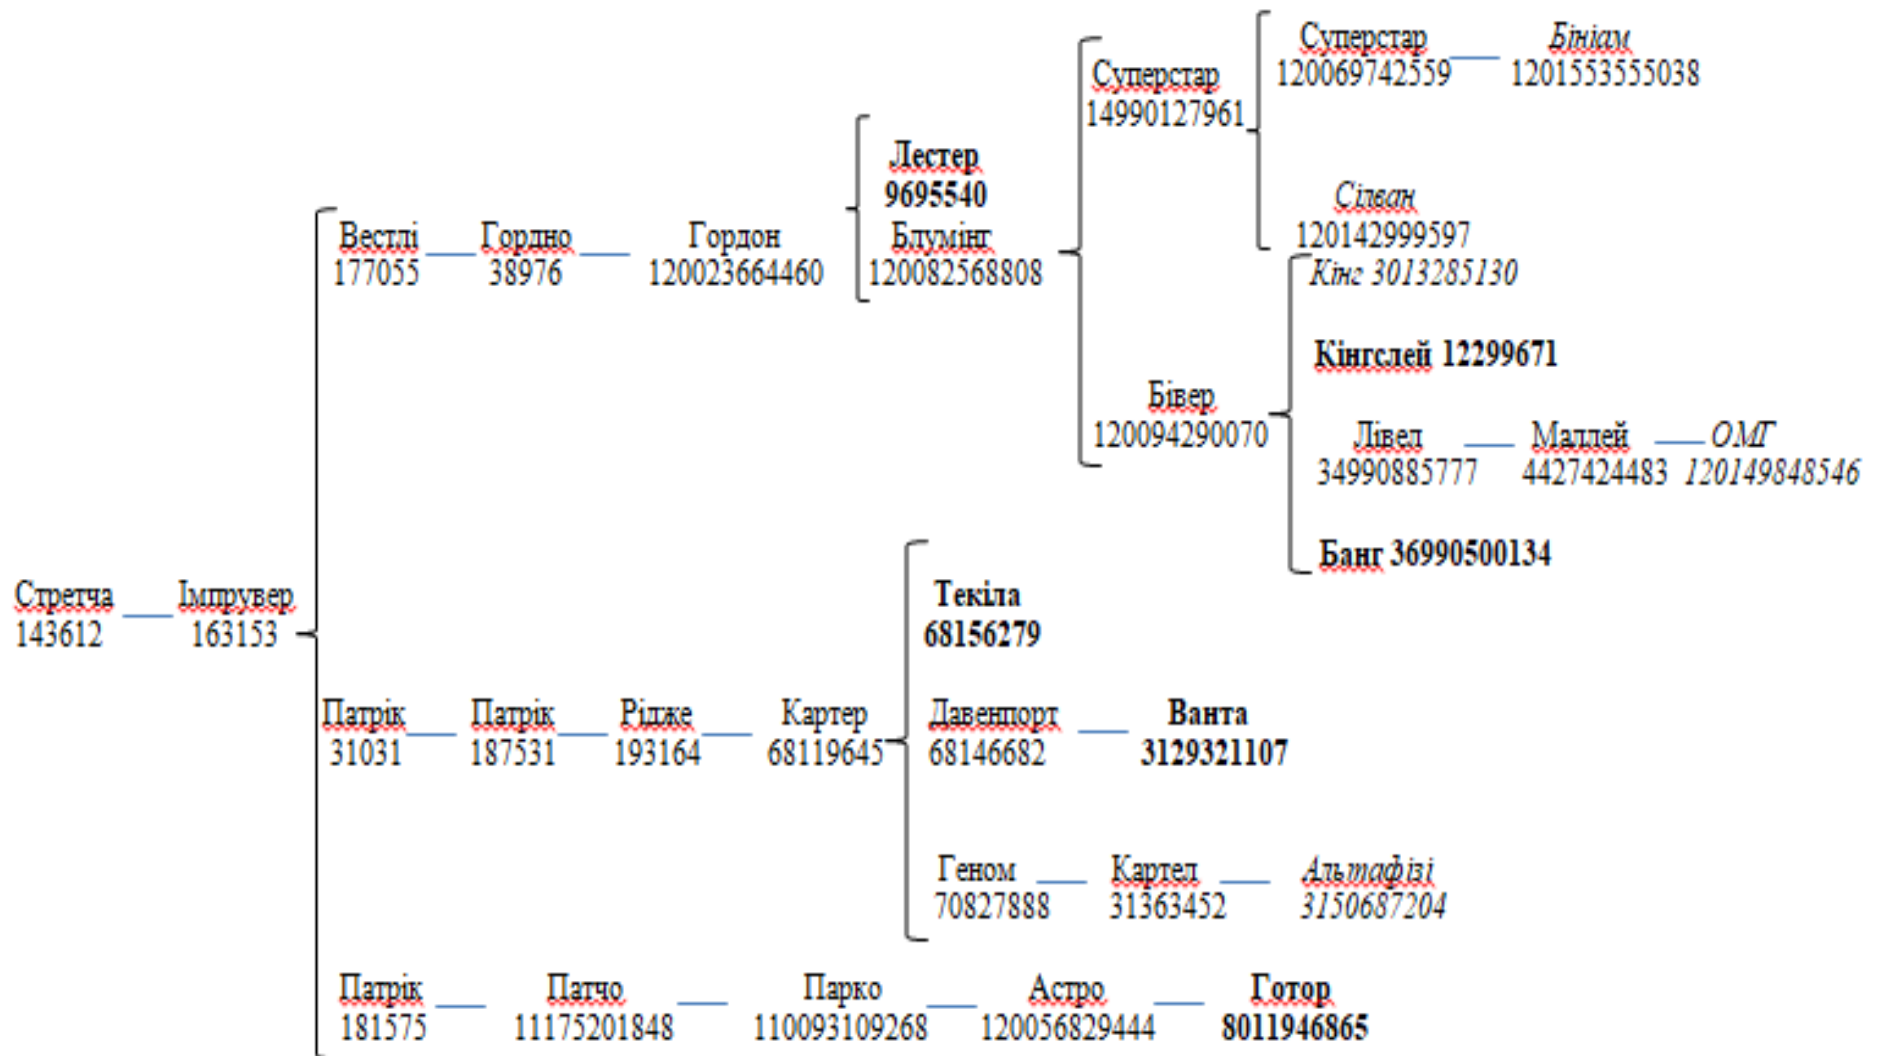 Суперстар
120069742559
Бініам
1201553555038
Суперстар
14990127961
Лестер
9695540
Сілван
120142999597
Вестлі
177055
Гордно
38976
Гордон
120023664460
Блумінг
120082568808
Кінг 3013285130
Кінгслей 12299671
Бівер
120094290070
Лівел
34990885777
Маллей
4427424483
ОМГ
120149848546
Банг 36990500134
Стретча
143612
Імпрувер
163153
Текіла
68156279
Патрік
31031
Патрік
187531
Рідже
193164
Картер
68119645
Давенпорт
68146682
Ванта
3129321107
Геном
70827888
Картел
31363452
Альтафізі
3150687204
Патрік
181575
Патчо
11175201848
Парко
110093109268
Астро
120056829444
Готор
8011946865